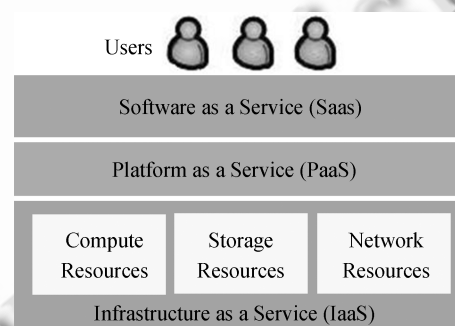 Users
Software as a Service (Saas)
Platform as a Service (PaaS)
Compute
Resources
Storage
Resources
Network
Resources
Infrastructure as a Service (IaaS)